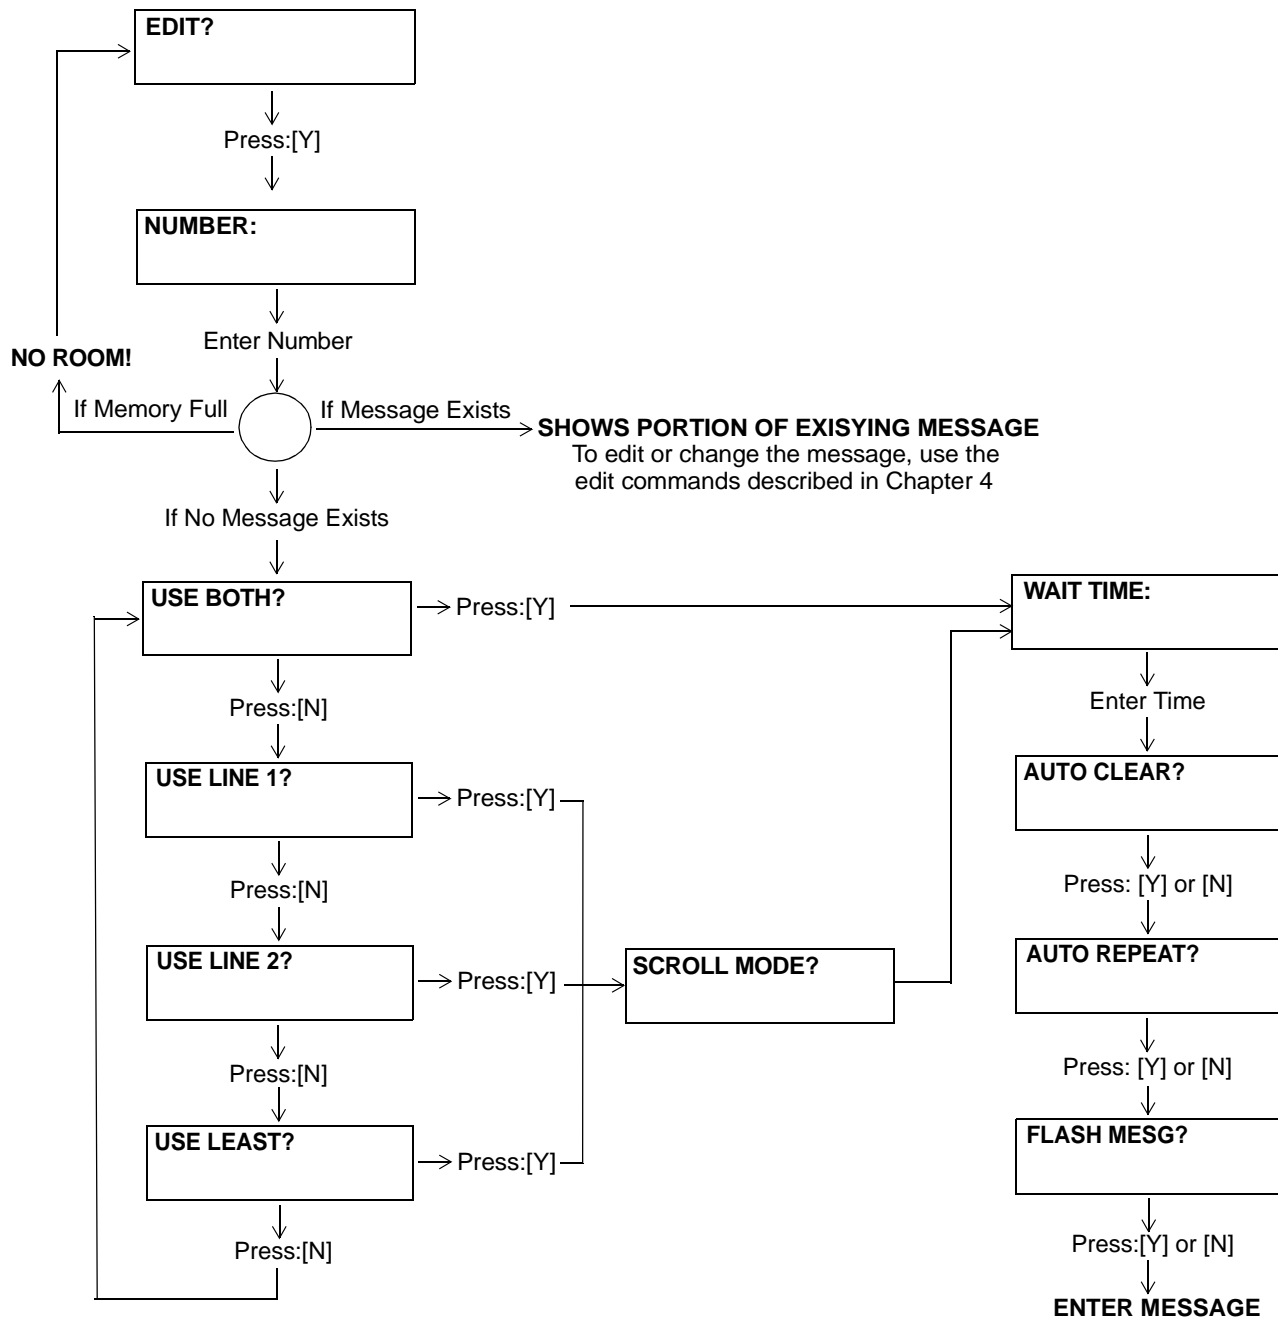 EDIT?
Press:[Y]
NUMBER:
Enter Number
NO ROOM!
If Memory Full
If Message Exists
SHOWS PORTION OF EXISYING MESSAGE
To edit or change the message, use the
edit commands described in Chapter 4
If No Message Exists
USE BOTH?
Press:[Y]
WAIT TIME:
Press:[N]
Enter Time
USE LINE 1?
Press:[Y]
AUTO CLEAR?
Press:[N]
Press: [Y] or [N]
USE LINE 2?
Press:[Y]
SCROLL MODE?
AUTO REPEAT?
Press:[N]
Press: [Y] or [N]
USE LEAST?
Press:[Y]
FLASH MESG?
Press:[N]
Press:[Y] or [N]
ENTER MESSAGE